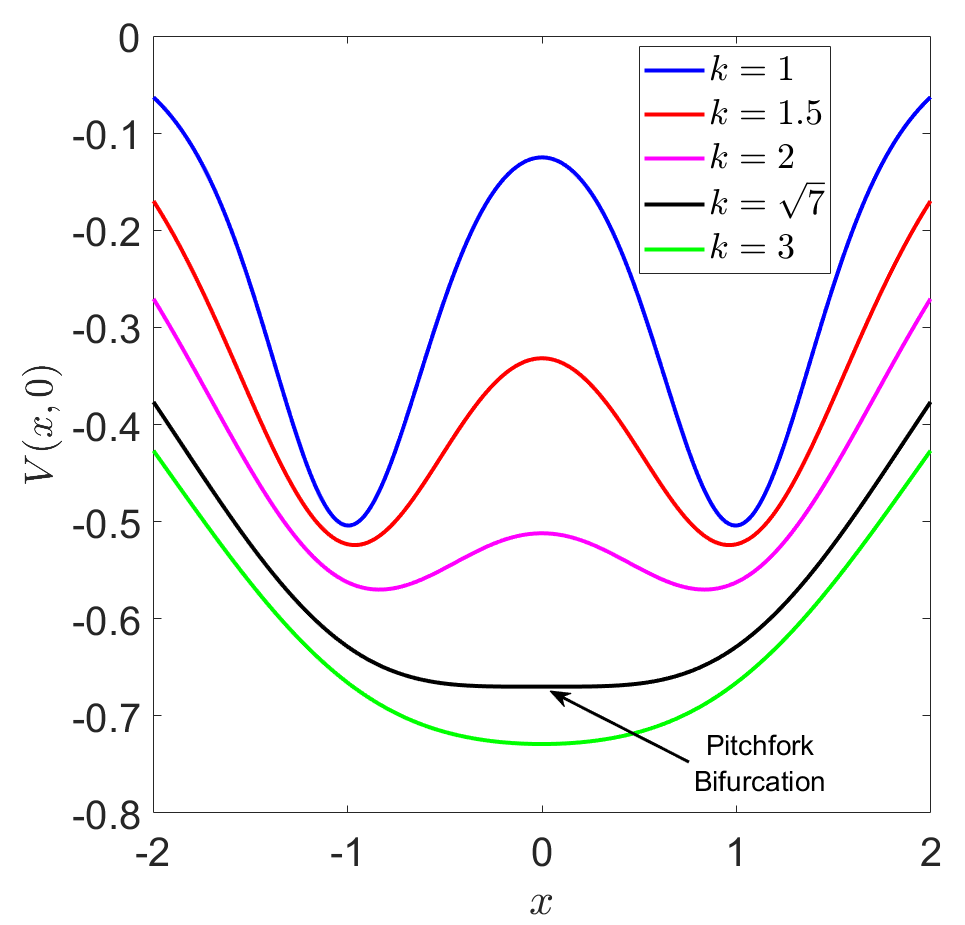 0
-0.1
-0.2
-0.3
-0.4
-0.5
-0.6
-0.7
-0.8
V(x, 0)
k = 1
k = 1.5
k = 2
k = √7
k = 3
Pitchfork
Bifurcation
-2
-1
0
1
2
x